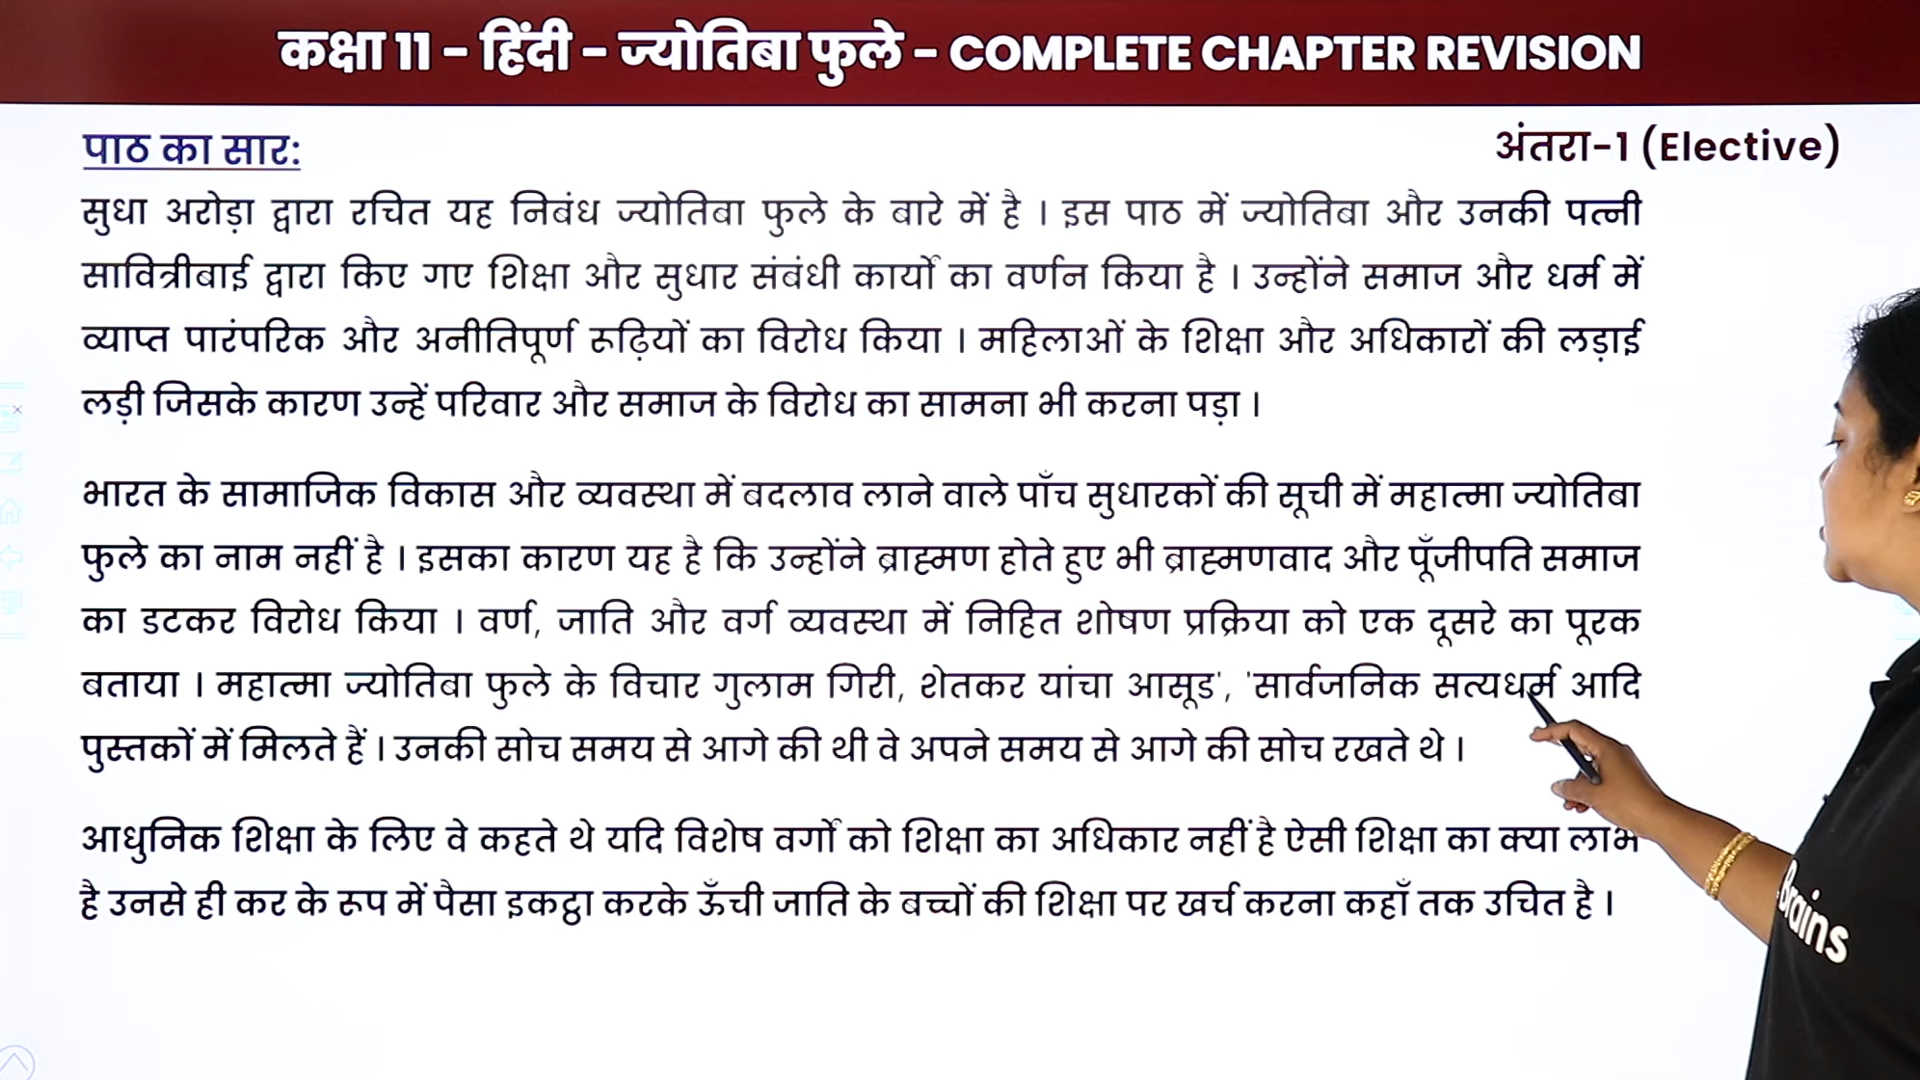 कक्षा 11 - हिंदी - ज्योतिबा फुले - COMPLETE CHAPTER REVISION
पाठ का सार:
अंतरा-1 (Elective)
सुधा अरोड़ा द्वारा रचित यह निबंध ज्योतिबा फुले के बारे में है । इस पाठ में ज्योतिबा और उनकी पत्नी
सावित्रीबाई द्वारा किए गए शिक्षा और सुधार संबंधी कार्यों का वर्णन किया है । उन्होंने समाज और धर्म में
व्याप्त पारंपरिक और अनीतिपूर्ण रूढ़ियों का विरोध किया । महिलाओं के शिक्षा और अधिकारों की लड़ाई
लड़ी जिसके कारण उन्हें परिवार और समाज के विरोध का सामना भी करना पड़ा ।
भारत के सामाजिक विकास और व्यवस्था में बदलाव लाने वाले पाँच सुधारकों की सूची में महात्मा ज्योतिबा
फुले का नाम नहीं है । इसका कारण यह है कि उन्होंने ब्राह्मण होते हुए भी ब्राह्मणवाद और पूँजीपति समाज
का डटकर विरोध किया । वर्ण, जाति और वर्ग व्यवस्था में निहित शोषण प्रक्रिया को एक दूसरे का पूरक
बताया । महात्मा ज्योतिबा फुले के विचार गुलाम गिरी, शेतकर यांचा आसूड', 'सार्वजनिक सत्यधर्म आदि
पुस्तकों में मिलते हैं । उनकी सोच समय से आगे की थी वे अपने समय से आगे की सोच रखते थे ।
आधुनिक शिक्षा के लिए वे कहते थे यदि विशेष वर्गों को शिक्षा का अधिकार नहीं है ऐसी शिक्षा का क्या लाभ
है उनसे ही कर के रूप में पैसा इकट्ठा करके ऊँची जाति के बच्चों की शिक्षा पर खर्च करना कहाँ तक उचित है ।
Brains